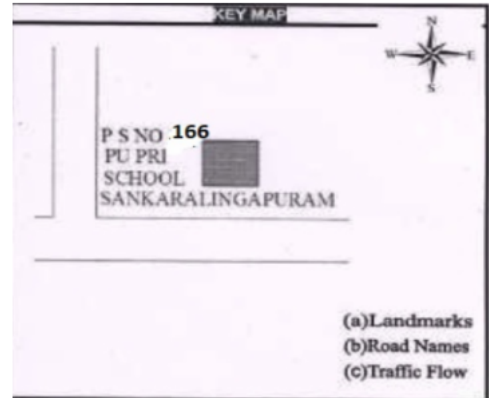 KEY MAP
N
W E
S
P S NO 166
PU PRI
SCHOOL
SANKARALINGAPURAM
(a)Landmarks
(b)Road Names
(c)Traffic Flow